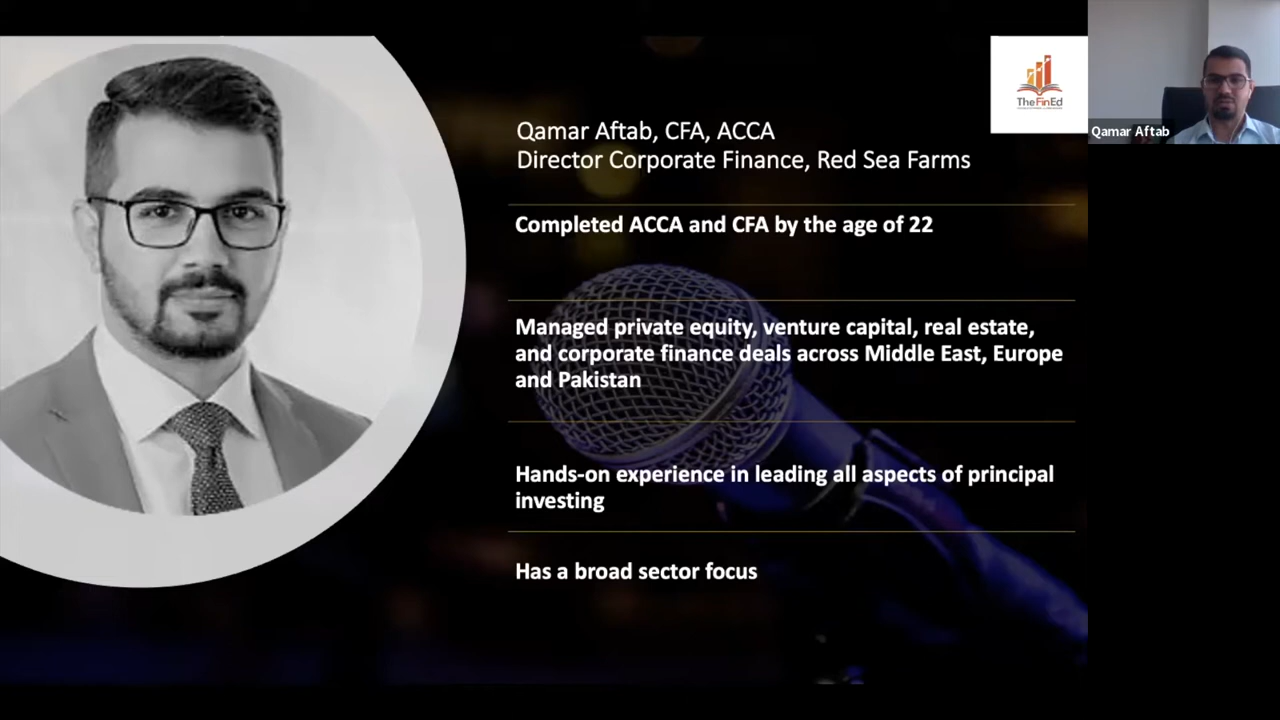 Qamar Aftab, CFA, ACCA
Director Corporate Finance, Red Sea Farms
Completed ACCA and CFA by the age of 22
Managed private equity, venture capital, real estate,
and corporate finance deals across Middle East, Europe
and Pakistan
Hands-on experience in leading all aspects of principal
investing
Has a broad sector focus
TheFinEd
Qamar Aftab